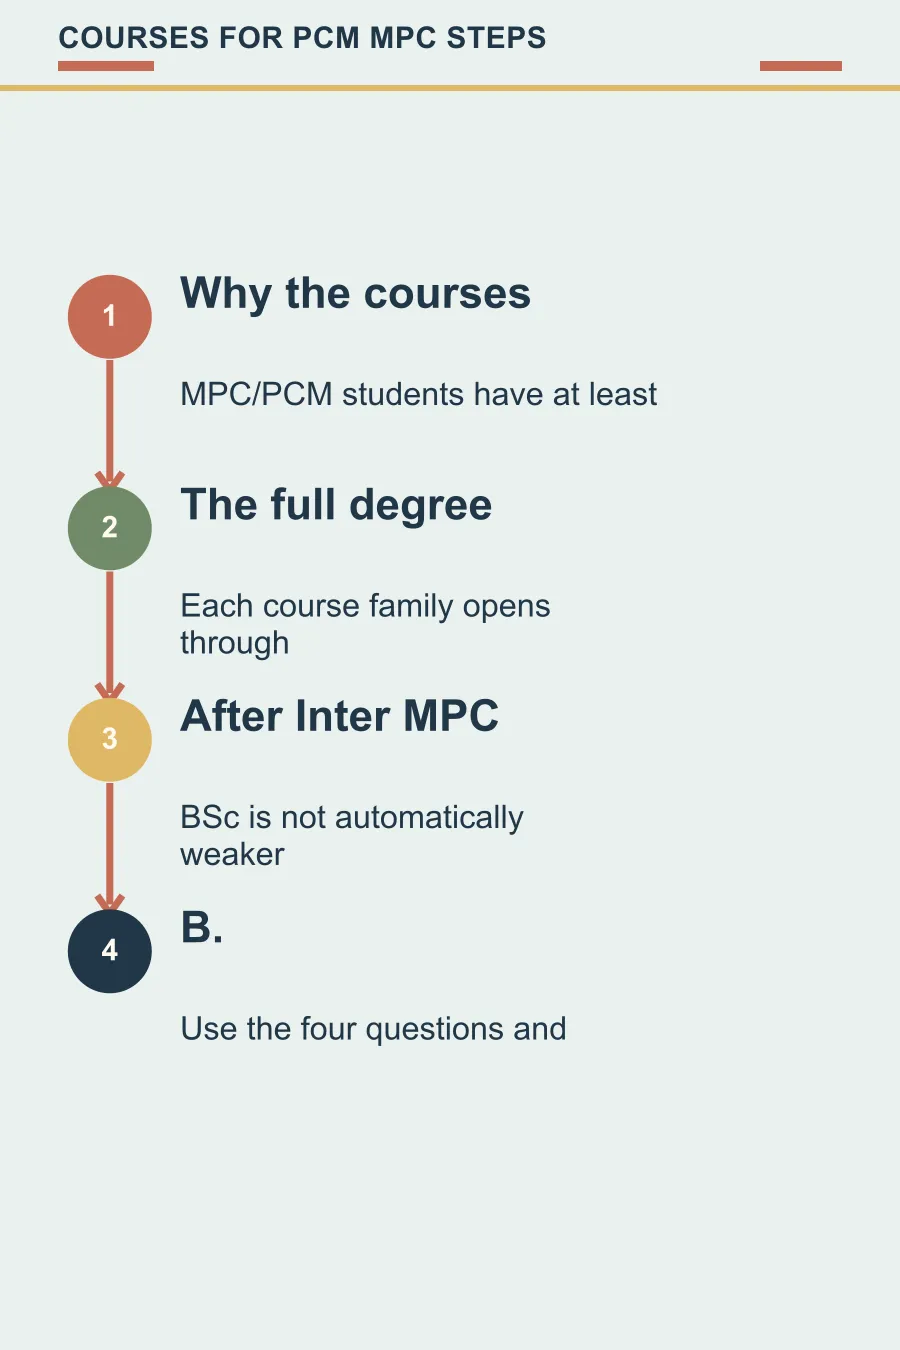 COURSES FOR PCM MPC STEPS
1
Why the courses
MPC/PCM students have at least
2
The full degree
Each course family opens
through
3
After Inter MPC
BSc is not automatically
weaker
4
B.
Use the four questions and